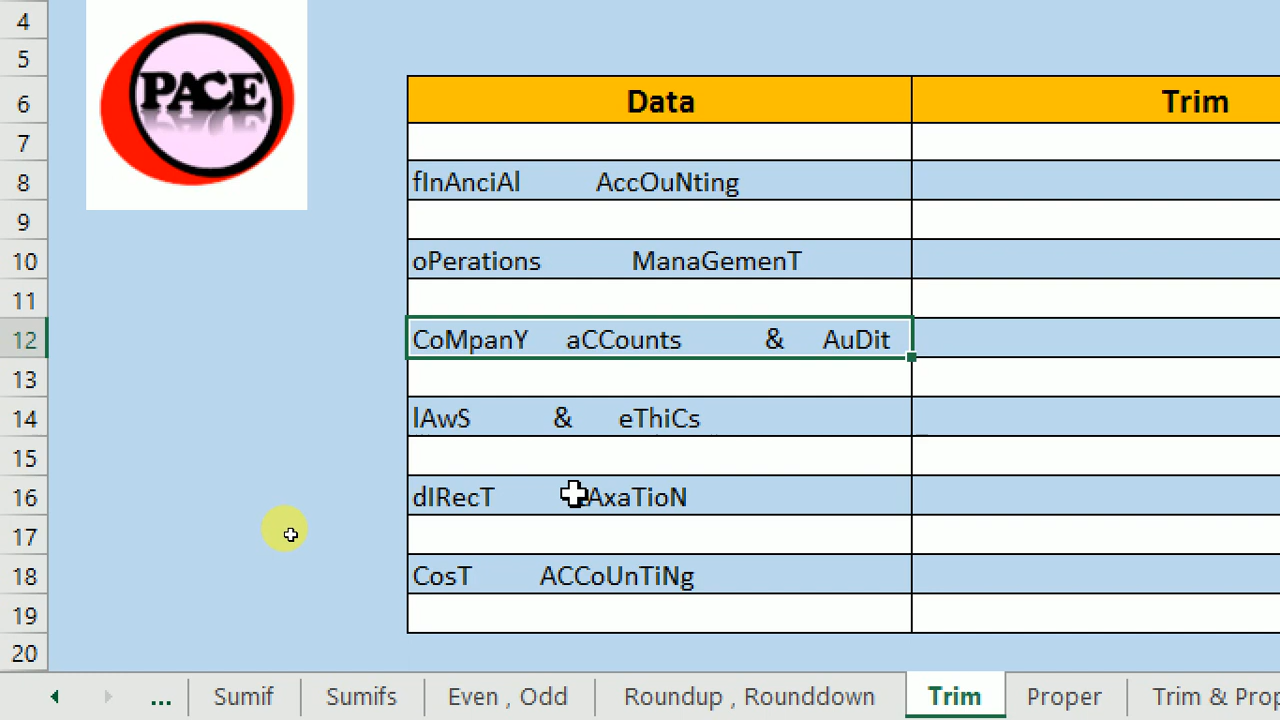 4
5
PACE
6 Data Trim
7
8 fInAnciAl AccOuNting
9
10 oPerations ManaGemenT
11
12 CoMpanY aCCounts & AuDit
13
14 lAwS & eThiCs
15
16 dIRecT AxaTioN
17
18 CosT ACCoUnTiNg
19
20
... Sumif Sumifs Even , Odd Roundup , Rounddown Trim Proper Trim & Prop